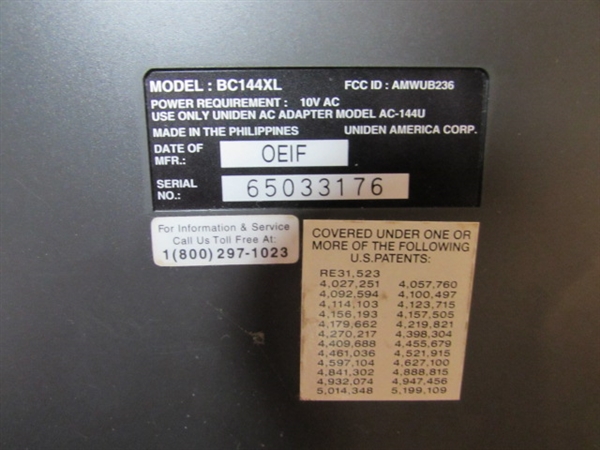 MODEL : BC144XL FCC ID : AMWUB236
POWER REQUIREMENT : 10V AC
USE ONLY UNIDEN AC ADAPTER MODEL AC-144U
MADE IN THE PHILIPPINES UNIDEN AMERICA CORP.
DATE OF MFR.: OEIF
SERIAL NO.: 65033176
For Information & Service
Call Us Toll Free At:
1(800) 297-1023
COVERED UNDER ONE OR
MORE OF THE FOLLOWING
U.S.PATENTS:
RE31,523
4,027,251 4,057,760
4,092,594 4,100,497
4,114,103 4,123,715
4,156,193 4,157,505
4,179,662 4,219,821
4,270,217 4,398,304
4,409,688 4,455,679
4,461,036 4,521,915
4,597,104 4,627,100
4,841,302 4,888,815
4,932,074 4,947,456
5,014,348 5,199,109